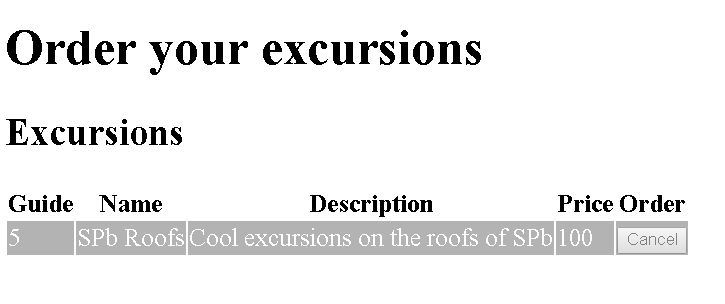 Order your excursions
Excursions
Guide Name Description Price Order
5 SPb Roofs Cool excursions on the roofs of SPb 100 Cancel